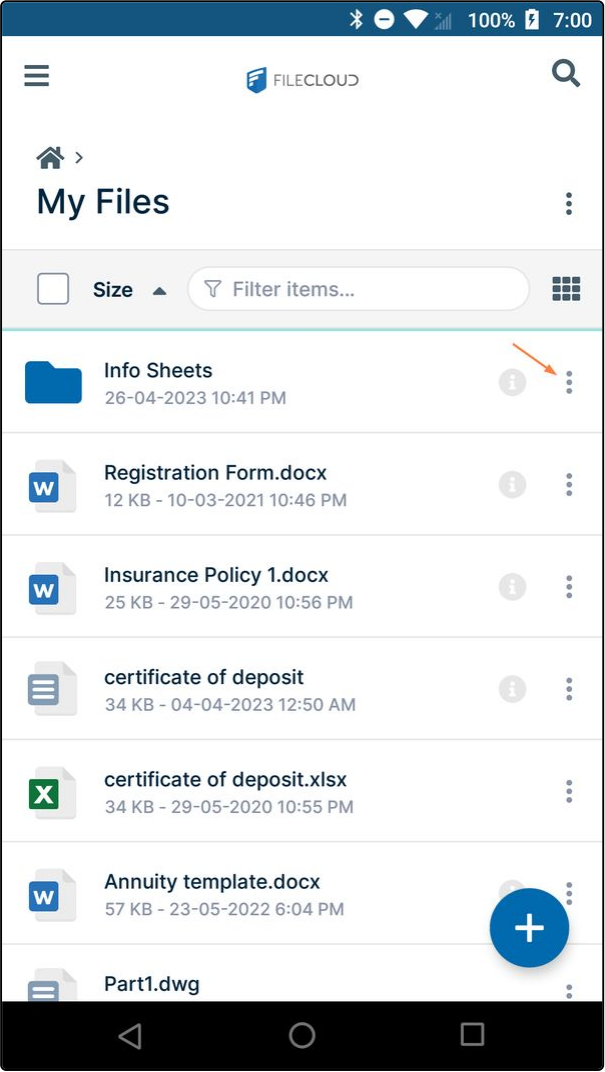 100% 7:00
FILECLOUD
My Files
Size Filter items...
Info Sheets
26-04-2023 10:41 PM
Registration Form.docx
12 KB - 10-03-2021 10:46 PM
Insurance Policy 1.docx
25 KB - 29-05-2020 10:56 PM
certificate of deposit
34 KB - 04-04-2023 12:50 AM
certificate of deposit.xlsx
34 KB - 29-05-2020 10:55 PM
Annuity template.docx
57 KB - 23-05-2022 6:04 PM
Part1.dwg